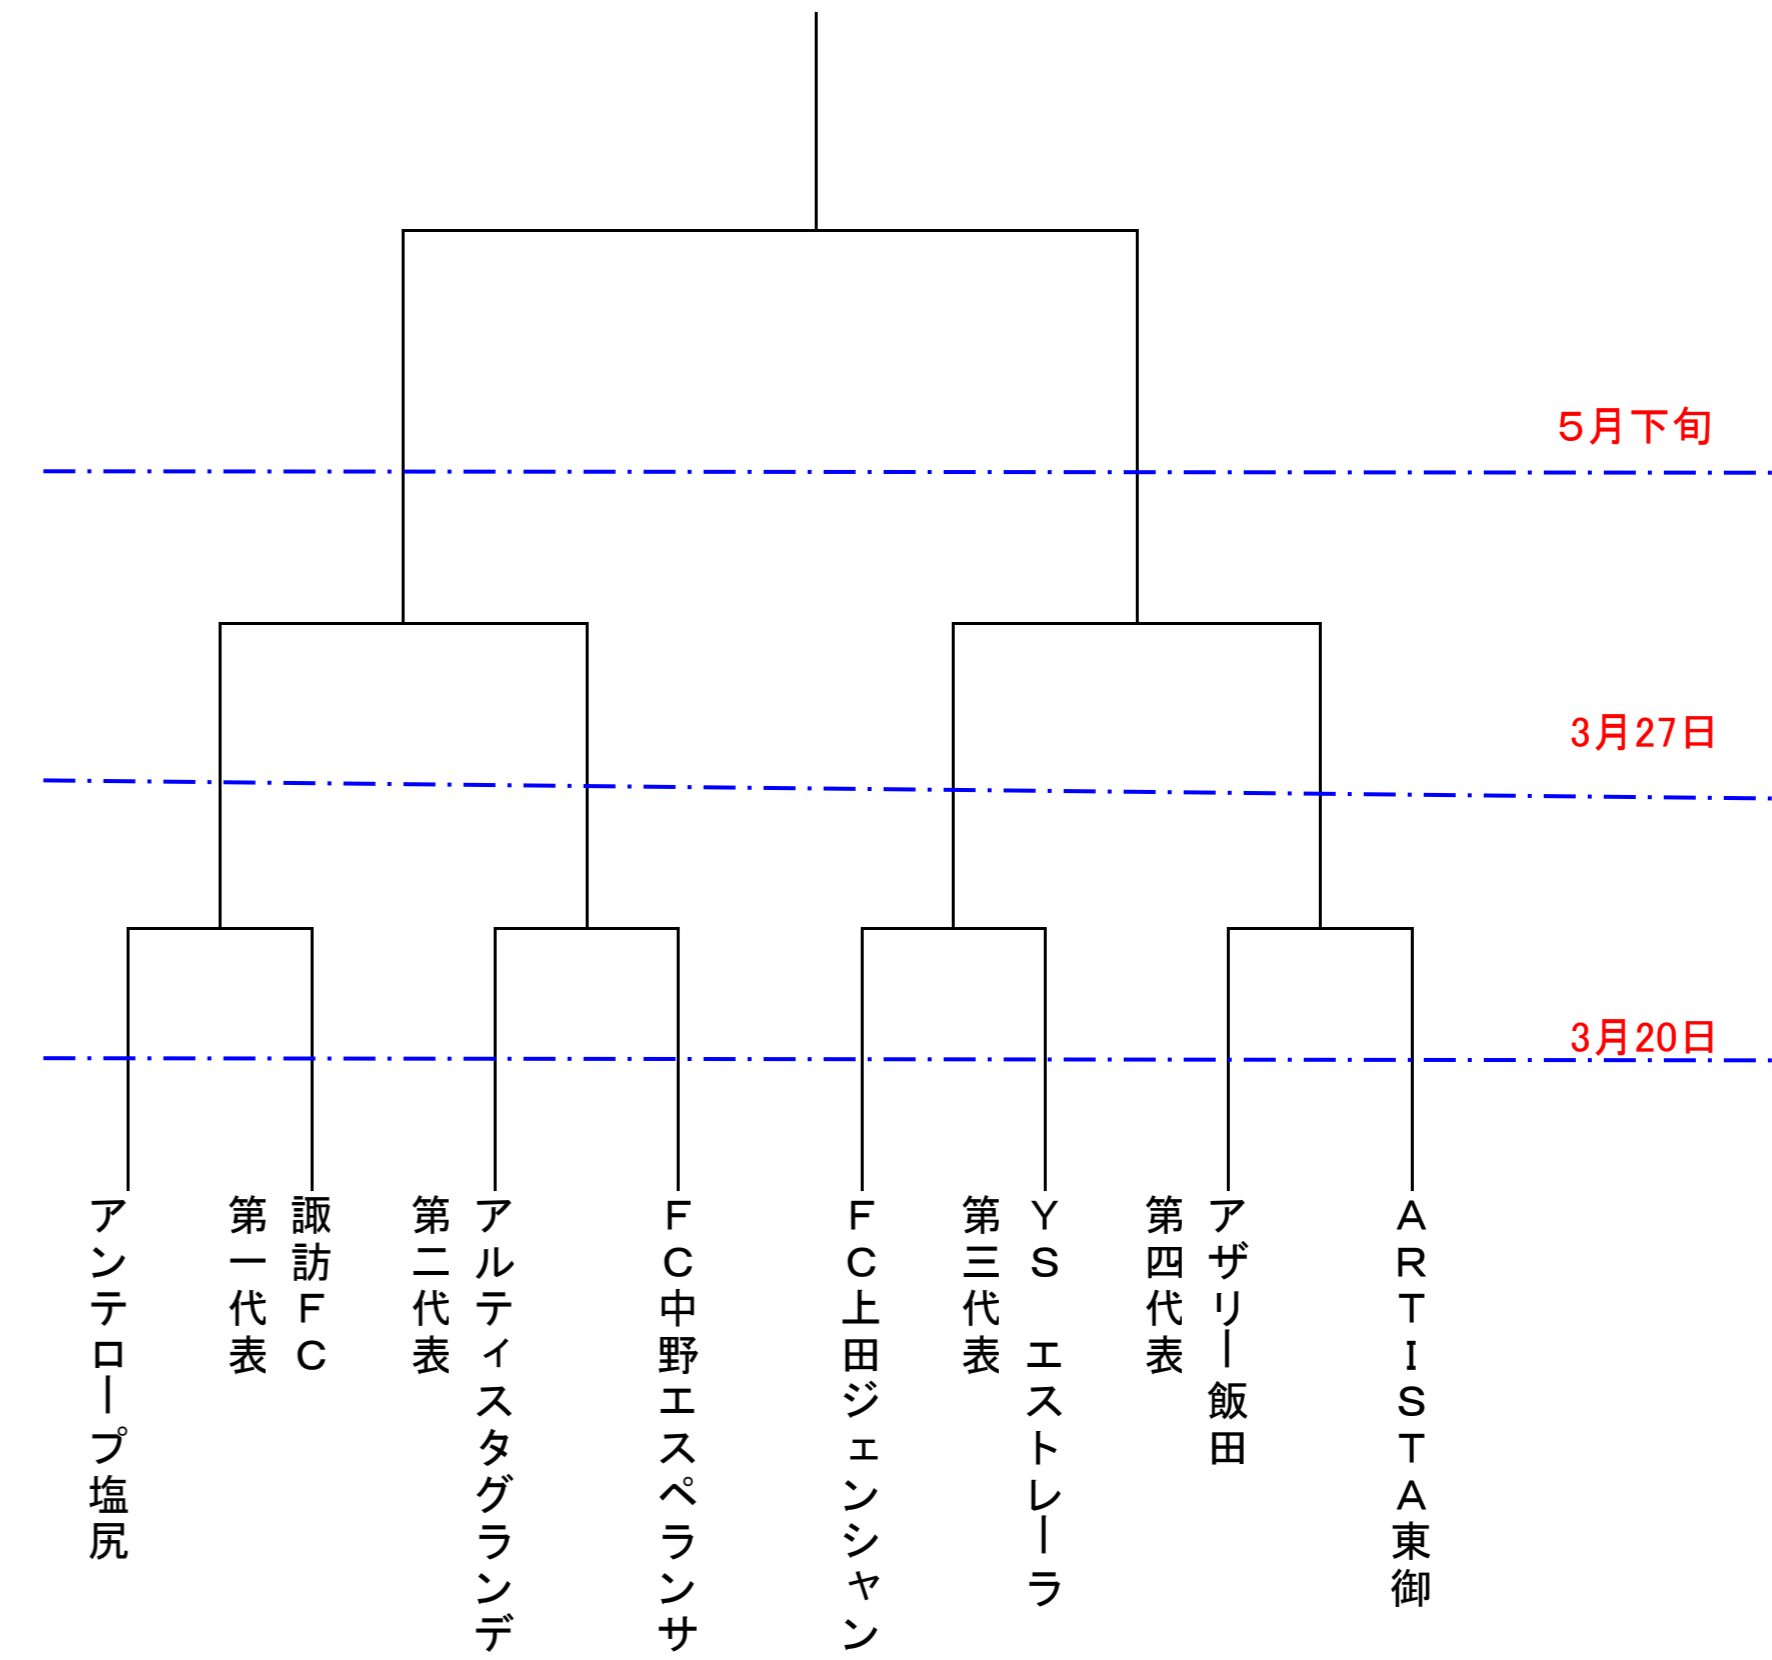 ５月下旬
3月27日
3月20日
アンテロープ塩尻
諏訪ＦＣ
第一代表
アルティスタグランデ
第二代表
ＦＣ中野エスペランサ
ＦＣ上田ジェンシャン
ＹＳ　エストレーラ
第三代表
アザリー飯田
第四代表
ＡＲＴＩＳＴＡ東御